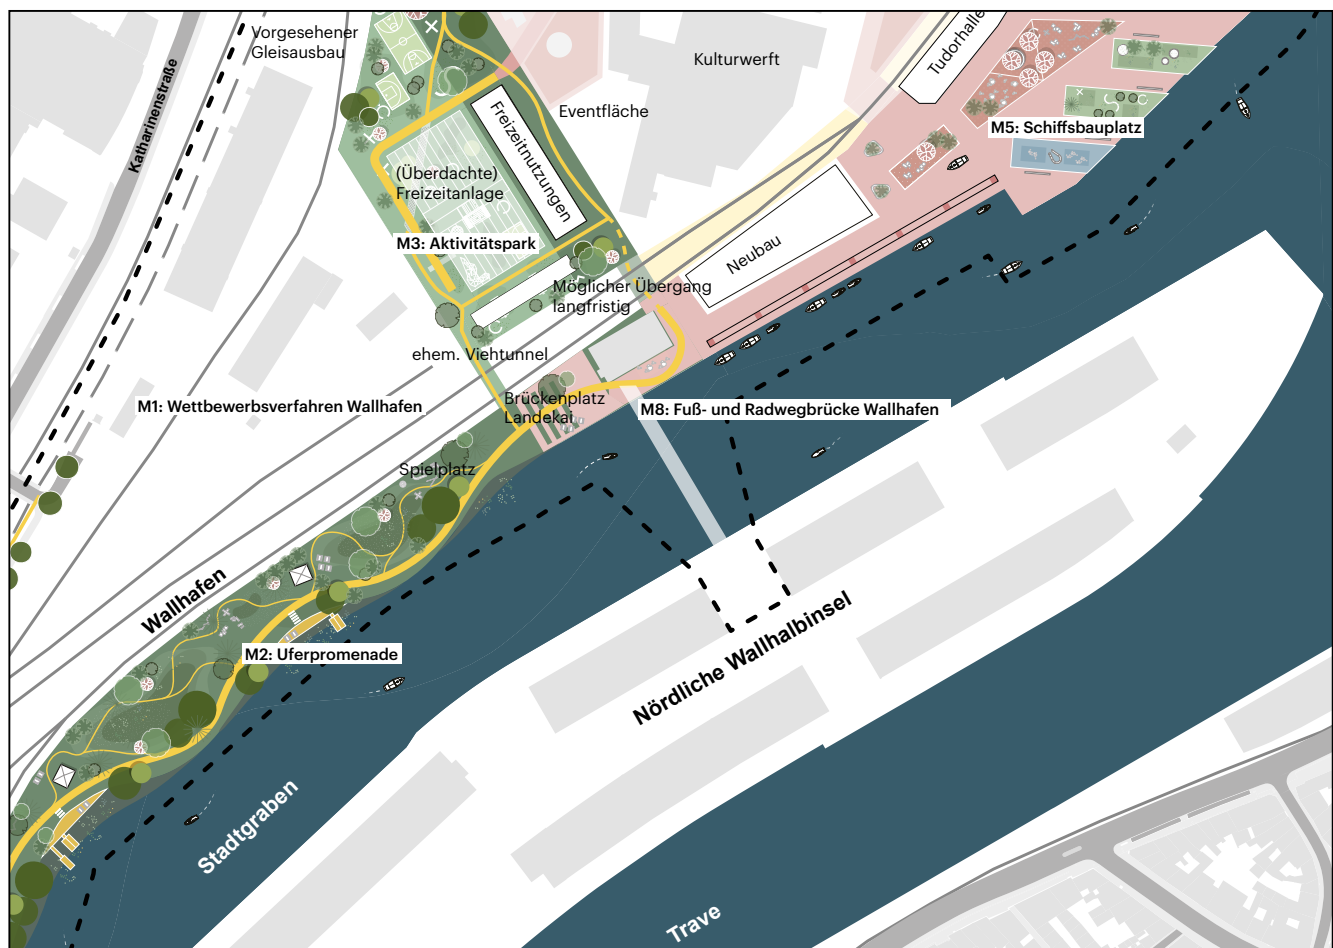 Vorgesehener
Gleisausbau
Katharinenstraße
Kulturwerft
Tudorhalle
Eventfläche
Freizeitnutzungen
M5: Schiffsbauplatz
(Überdachte)
Freizeitanlage
M3: Aktivitätspark
Neubau
Möglicher Übergang
langfristig
ehem. Viehtunnel
M1: Wettbewerbsverfahren Wallhafen
Brückenplatz
Landekai
M8: Fuß- und Radwegbrücke Wallhafen
Spielplatz
Wallhafen
M2: Uferpromenade
Nördliche Wallhalbinsel
Stadtgraben
Trave